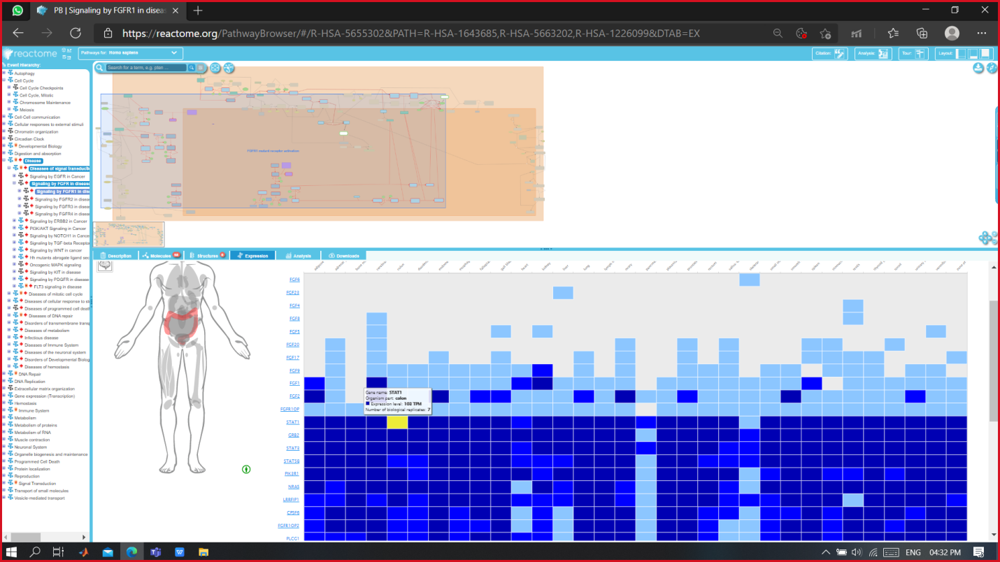 PB | Signaling by FGFR1 in diseas
https://reactome.org/PathwayBrowser/#/R-HSA-5655302&PATH=R-HSA-1643685,R-HSA-5663202,R-HSA-1226099&DTAB=EX
reactome
Pathways for: Homo sapiens
Citation:
Analysis:
Tour:
Layout:
Event Hierarchy:
Autophagy
Cell Cycle
Cell Cycle Checkpoints
Cell Cycle, Mitotic
Chromosome Maintenance
Meiosis
Cell-Cell communication
Cellular responses to external stimuli
Chromatin organization
Circadian Clock
Developmental Biology
Digestion and absorption
Disease
Diseases of signal transducti
Signaling by EGFR in Cancer
Signaling by FGFR in disease
Signaling by FGFR1 in dise
Signaling by FGFR2 in disea
Signaling by FGFR3 in disea
Signaling by FGFR4 in disea
Signaling by ERBB2 in Cancer
PI3K/AKT Signaling in Cancer
Signaling by NOTCH1 in Cance
Signaling by TGF-beta Recepto
Signaling by WNT in cancer
Hh mutants abrogate ligand sec
Oncogenic MAPK signaling
Signaling by KIT in disease
Signaling by PDGFR in disease
FLT3 signaling in disease
Diseases of mitotic cell cycle
Diseases of cellular response to st
Diseases of programmed cell deat
Diseases of DNA repair
Disorders of transmembrane trans
Diseases of metabolism
Infectious disease
Diseases of Immune System
Diseases of the neuronal system
Disorders of Developmental Biolog
Diseases of hemostasis
DNA Repair
DNA Replication
Extracellular matrix organization
Gene expression (Transcription)
Hemostasis
Immune System
Metabolism
Metabolism of proteins
Metabolism of RNA
Muscle contraction
Neuronal System
Organelle biogenesis and maintenance
Programmed Cell Death
Protein localization
Reproduction
Signal Transduction
Transport of small molecules
Vesicle-mediated transport
Search for a term, e.g. pten ...
FGFR1 mutant receptor activation
Description
Molecules
Structures
Expression
Analysis
Downloads
colon
heart
kidney
liver
lung
ovary
FGF6
FGF23
FGF4
FGF8
FGF5
FGF20
FGF17
FGF9
FGF1
FGF2
FGFR1OP
STAT1
GRB2
STAT3
STAT5B
PIK3R1
NRAS
LRRFIP1
CPSF6
FGFR1OP2
PLCG1
Gene name: STAT1
Organism part: colon
Expression level: 103 TPM
Number of biological replicates: 7
ENG
04:32 PM